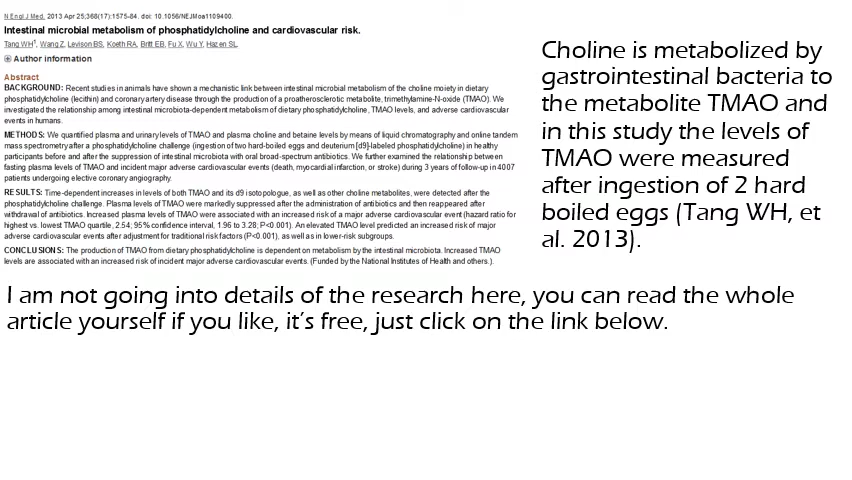 N Engl J Med. 2013 Apr 25;368(17):1575-84. doi: 10.1056/NEJMoa1109400.
Intestinal microbial metabolism of phosphatidylcholine and cardiovascular risk.
Tang WH1, Wang Z, Levison BS, Koeth RA, Britt EB, Fu X, Wu Y, Hazen SL.
Author information
Abstract
BACKGROUND: Recent studies in animals have shown a mechanistic link between intestinal microbial metabolism of the choline moiety in dietary
phosphatidylcholine (lecithin) and coronary artery disease through the production of a proatherosclerotic metabolite, trimethylamine-N-oxide (TMAO). We
investigated the relationship among intestinal microbiota-dependent metabolism of dietary phosphatidylcholine, TMAO levels, and adverse cardiovascular
events in humans.
METHODS: We quantified plasma and urinary levels of TMAO and plasma choline and betaine levels by means of liquid chromatography and online tandem
mass spectrometry after a phosphatidylcholine challenge (ingestion of two hard-boiled eggs and deuterium [d9]-labeled phosphatidylcholine) in healthy
participants before and after the suppression of intestinal microbiota with oral broad-spectrum antibiotics. We further examined the relationship between
fasting plasma levels of TMAO and incident major adverse cardiovascular events (death, myocardial infarction, or stroke) during 3 years of follow-up in 4007
patients undergoing elective coronary angiography.
RESULTS: Time-dependent increases in levels of both TMAO and its d9 isotopologue, as well as other choline metabolites, were detected after the
phosphatidylcholine challenge. Plasma levels of TMAO were markedly suppressed after the administration of antibiotics and then reappeared after
withdrawal of antibiotics. Increased plasma levels of TMAO were associated with an increased risk of a major adverse cardiovascular event (hazard ratio for
highest vs. lowest TMAO quartile, 2.54; 95% confidence interval, 1.96 to 3.28; P<0.001). An elevated TMAO level predicted an increased risk of major
adverse cardiovascular events after adjustment for traditional risk factors (P<0.001), as well as in lower-risk subgroups.
CONCLUSIONS: The production of TMAO from dietary phosphatidylcholine is dependent on metabolism by the intestinal microbiota. Increased TMAO
levels are associated with an increased risk of incident major adverse cardiovascular events. (Funded by the National Institutes of Health and others.).
Choline is metabolized by
gastrointestinal bacteria to
the metabolite TMAO and
in this study the levels of
TMAO were measured
after ingestion of 2 hard
boiled eggs (Tang WH, et
al. 2013).
I am not going into details of the research here, you can read the whole
article yourself if you like, it's free, just click on the link below.